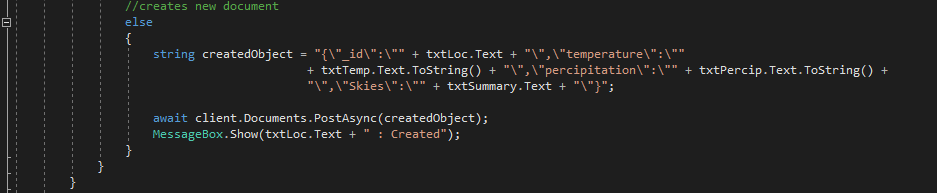 //creates new document
else
{
string createdObject = "{\"_id\":\"" + txtLoc.Text + "\",\"temperature\":\""
+ txtTemp.Text.ToString() + "\",\"percipitation\":\"" + txtPercip.Text.ToString() +
"\",\"Skies\":\"" + txtSummary.Text + "\"}";
await client.Documents.PostAsync(createdObject);
MessageBox.Show(txtLoc.Text + " : Created");
}
}
}